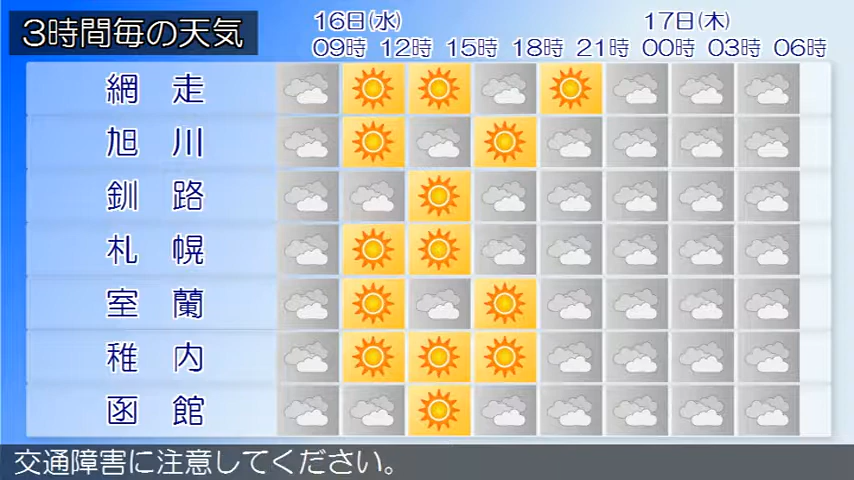 3時間毎の天気
16日(水) 17日(木)
09時 12時 15時 18時 21時 00時 03時 06時
網 走
旭 川
釧 路
札 幌
室 蘭
稚 内
函 館
交通障害に注意してください。